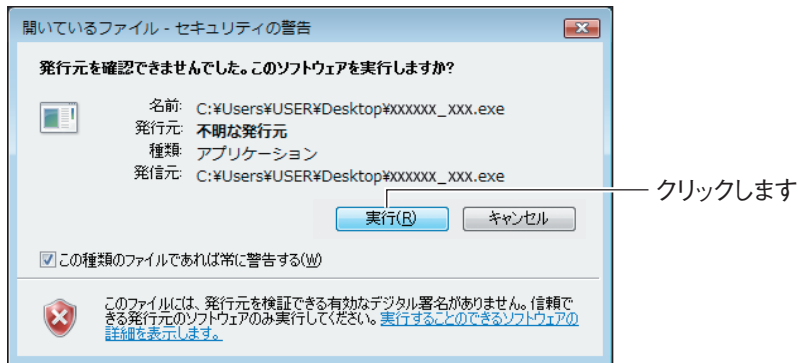 開いているファイル - セキュリティの警告
発行元を確認できませんでした。このソフトウェアを実行しますか?
名前: C:¥Users¥USER¥Desktop¥xxxxxx_xxx.exe
発行元: 不明な発行元
種類: アプリケーション
発信元: C:¥Users¥USER¥Desktop¥xxxxxx_xxx.exe
クリックします
実行(R) キャンセル
この種類のファイルであれば常に警告する(W)
このファイルには、発行元を検証できる有効なデジタル署名がありません。信頼で
きる発行元のソフトウェアのみ実行してください。実行することのできるソフトウェアの
詳細を表示します。